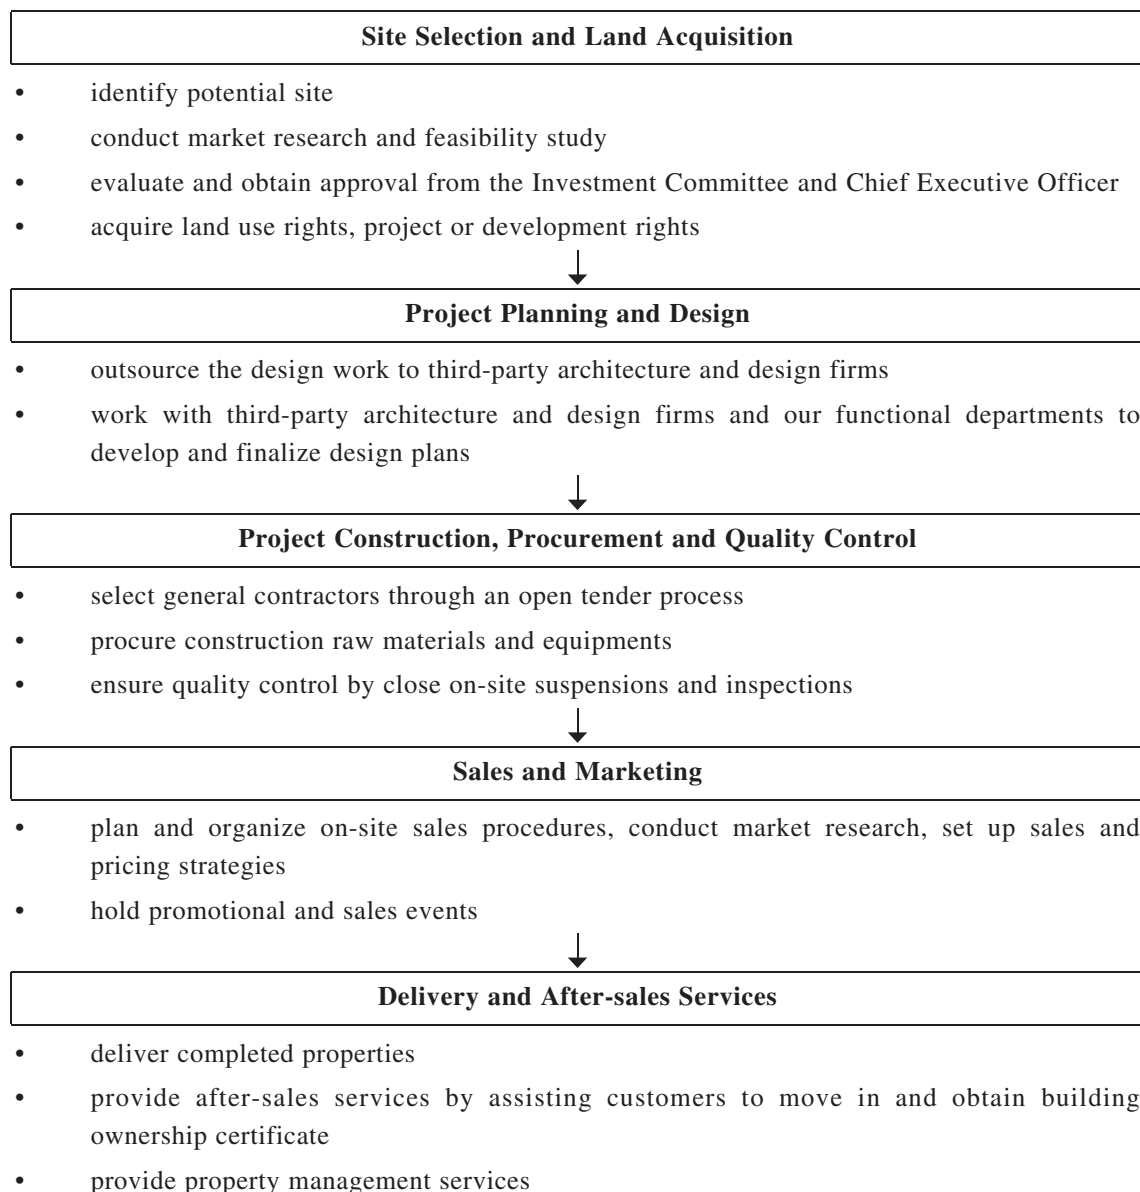 Site Selection and Land Acquisition
• identify potential site
• conduct market research and feasibility study
• evaluate and obtain approval from the Investment Committee and Chief Executive Officer
• acquire land use rights, project or development rights
Project Planning and Design
• outsource the design work to third-party architecture and design firms
• work with third-party architecture and design firms and our functional departments to
develop and finalize design plans
Project Construction, Procurement and Quality Control
• select general contractors through an open tender process
• procure construction raw materials and equipments
• ensure quality control by close on-site suspensions and inspections
Sales and Marketing
• plan and organize on-site sales procedures, conduct market research, set up sales and
pricing strategies
• hold promotional and sales events
Delivery and After-sales Services
• deliver completed properties
• provide after-sales services by assisting customers to move in and obtain building
ownership certificate
• provide property management services